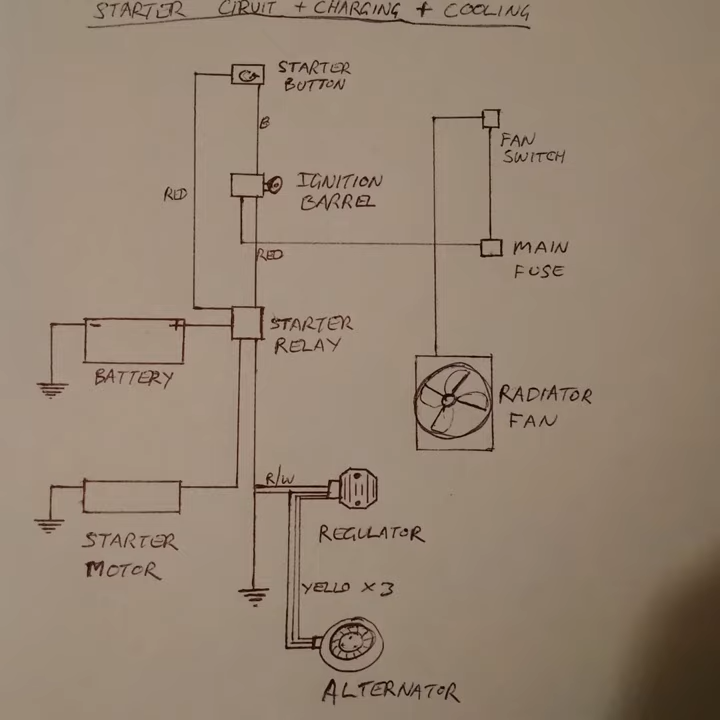 STARTER CIRUIT + CHARGING + COOLING
STARTER
BUTTON
B
FAN
SWITCH
IGNITION
BARREL
RED
RED
MAIN
FUSE
- +
STARTER
RELAY
BATTERY
RADIATOR
FAN
R/W
REGULATOR
STARTER
MOTOR
YELLO X 3
ALTERNATOR